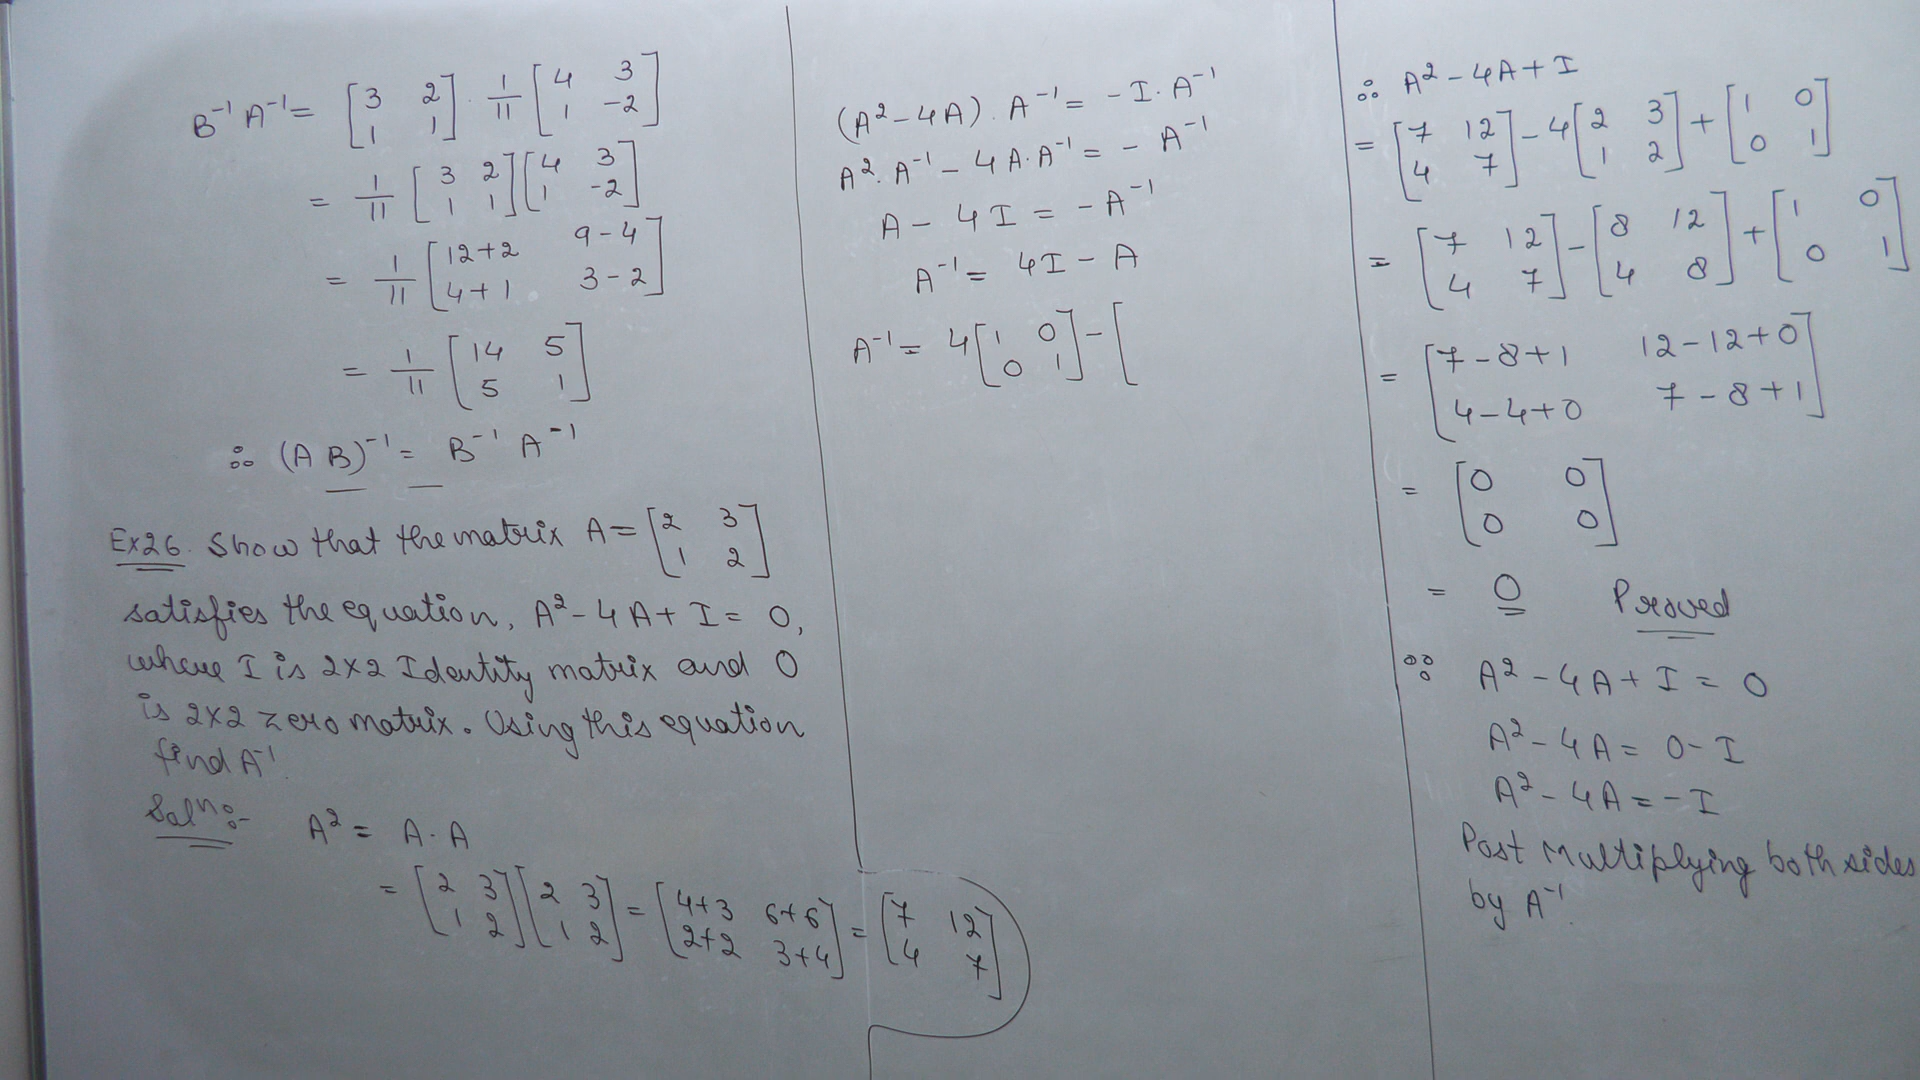 B⁻¹ A⁻¹ = [3 2; 1 1] · 1/11 [4 3; 1 -2]
= 1/11 [3 2; 1 1] [4 3; 1 -2]
= 1/11 [12+2 9-4; 4+1 3-2]
= 1/11 [14 5; 5 1]
∴ (AB)⁻¹ = B⁻¹ A⁻¹
Ex26. Show that the matrix A = [2 3; 1 2]
satisfies the equation, A² - 4A + I = 0,
where I is 2×2 Identity matrix and 0
is 2×2 zero matrix. Using this equation
find A⁻¹.
Solⁿ:-
A² = A·A
= [2 3; 1 2] [2 3; 1 2] = [4+3 6+6; 2+2 3+4] = [7 12; 4 7]
∴ A² - 4A + I
= [7 12; 4 7] - 4 [2 3; 1 2] + [1 0; 0 1]
= [7 12; 4 7] - [8 12; 4 8] + [1 0; 0 1]
= [7-8+1 12-12+0; 4-4+0 7-8+1]
= [0 0; 0 0]
= 0 Proved
∵ A² - 4A + I = 0
A² - 4A = 0 - I
A² - 4A = -I
Post Multiplying both sides
by A⁻¹.
(A² - 4A) · A⁻¹ = -I · A⁻¹
A² · A⁻¹ - 4A · A⁻¹ = -A⁻¹
A - 4I = -A⁻¹
A⁻¹ = 4I - A
A⁻¹ = 4 [1 0; 0 1] - [